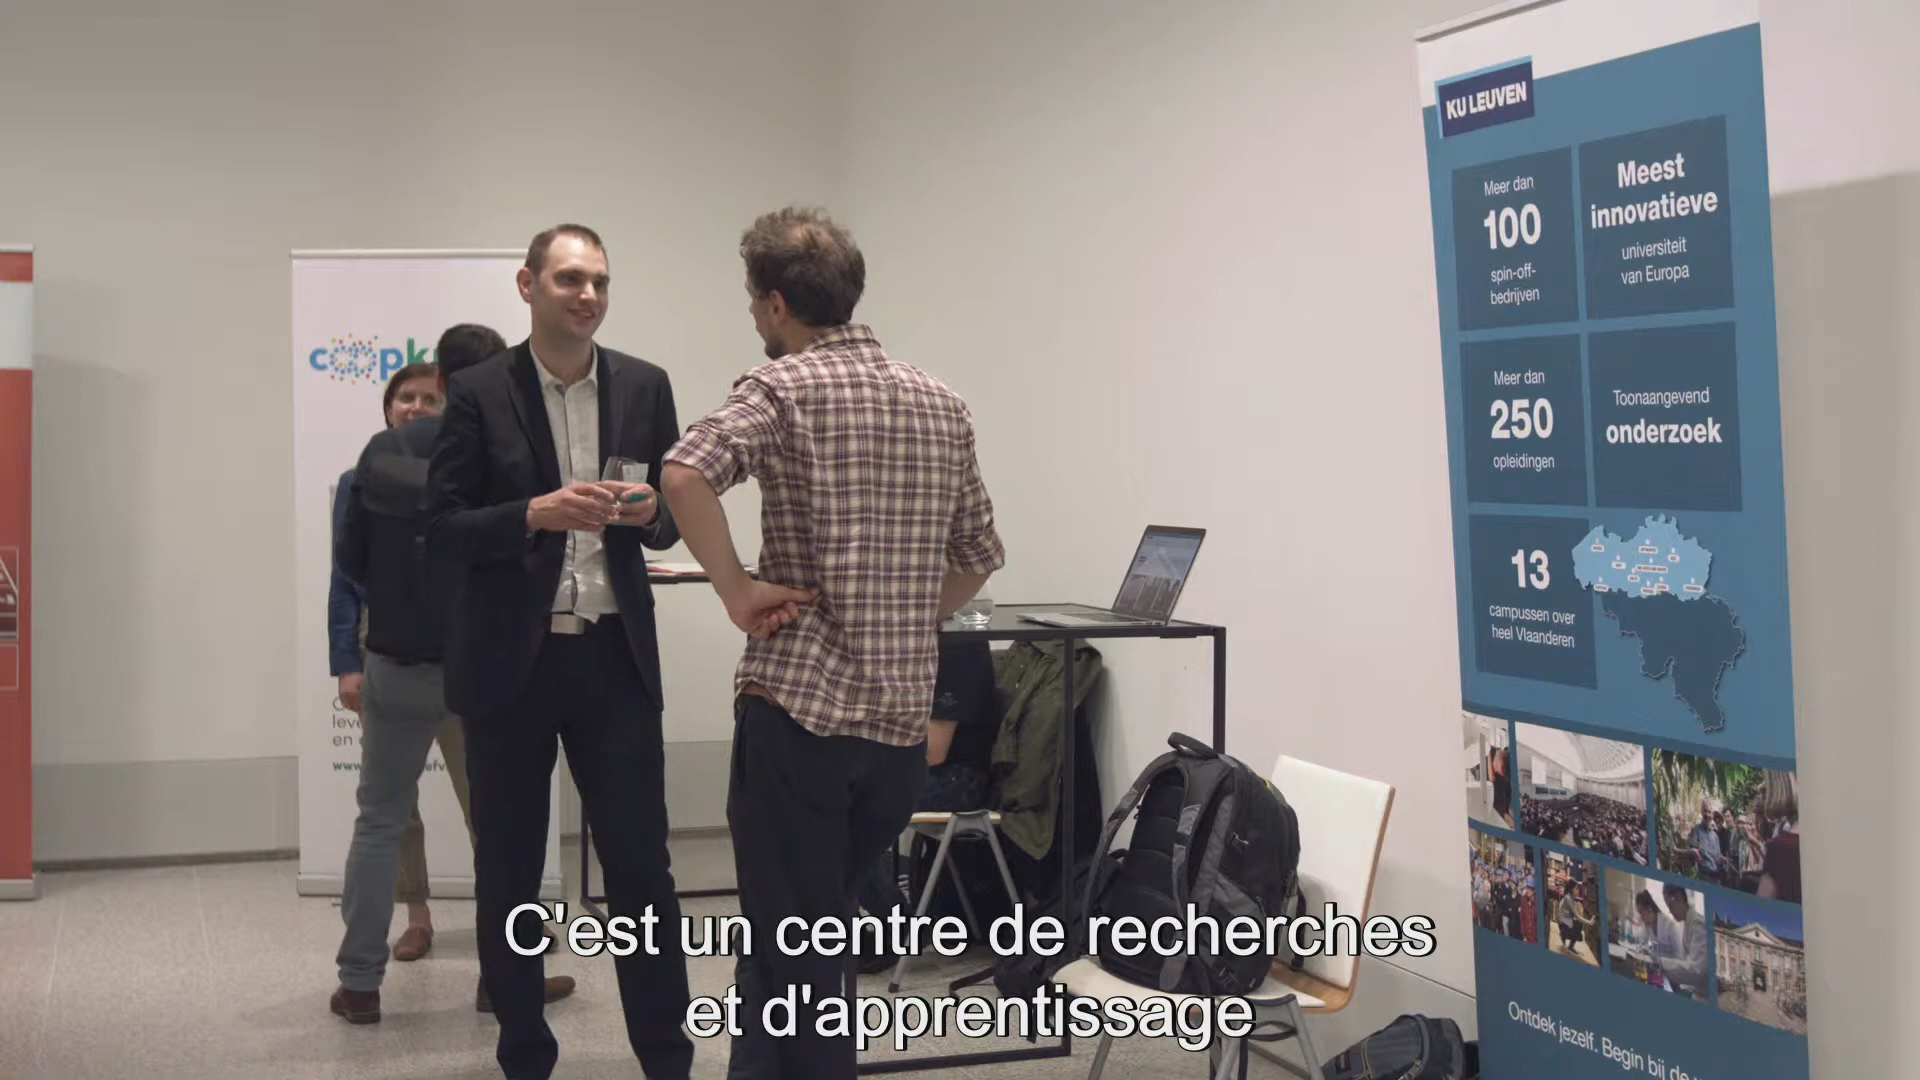 KU LEUVEN
Meer dan
100
spin-off-
bedrijven
Meest
innovatieve
universiteit
van Europa
Meer dan
250
opleidingen
Toonaangevend
onderzoek
13
campussen over
heel Vlaanderen
Ontdek jezelf. Begin bij de
en
C'est un centre de recherches
et d'apprentissage